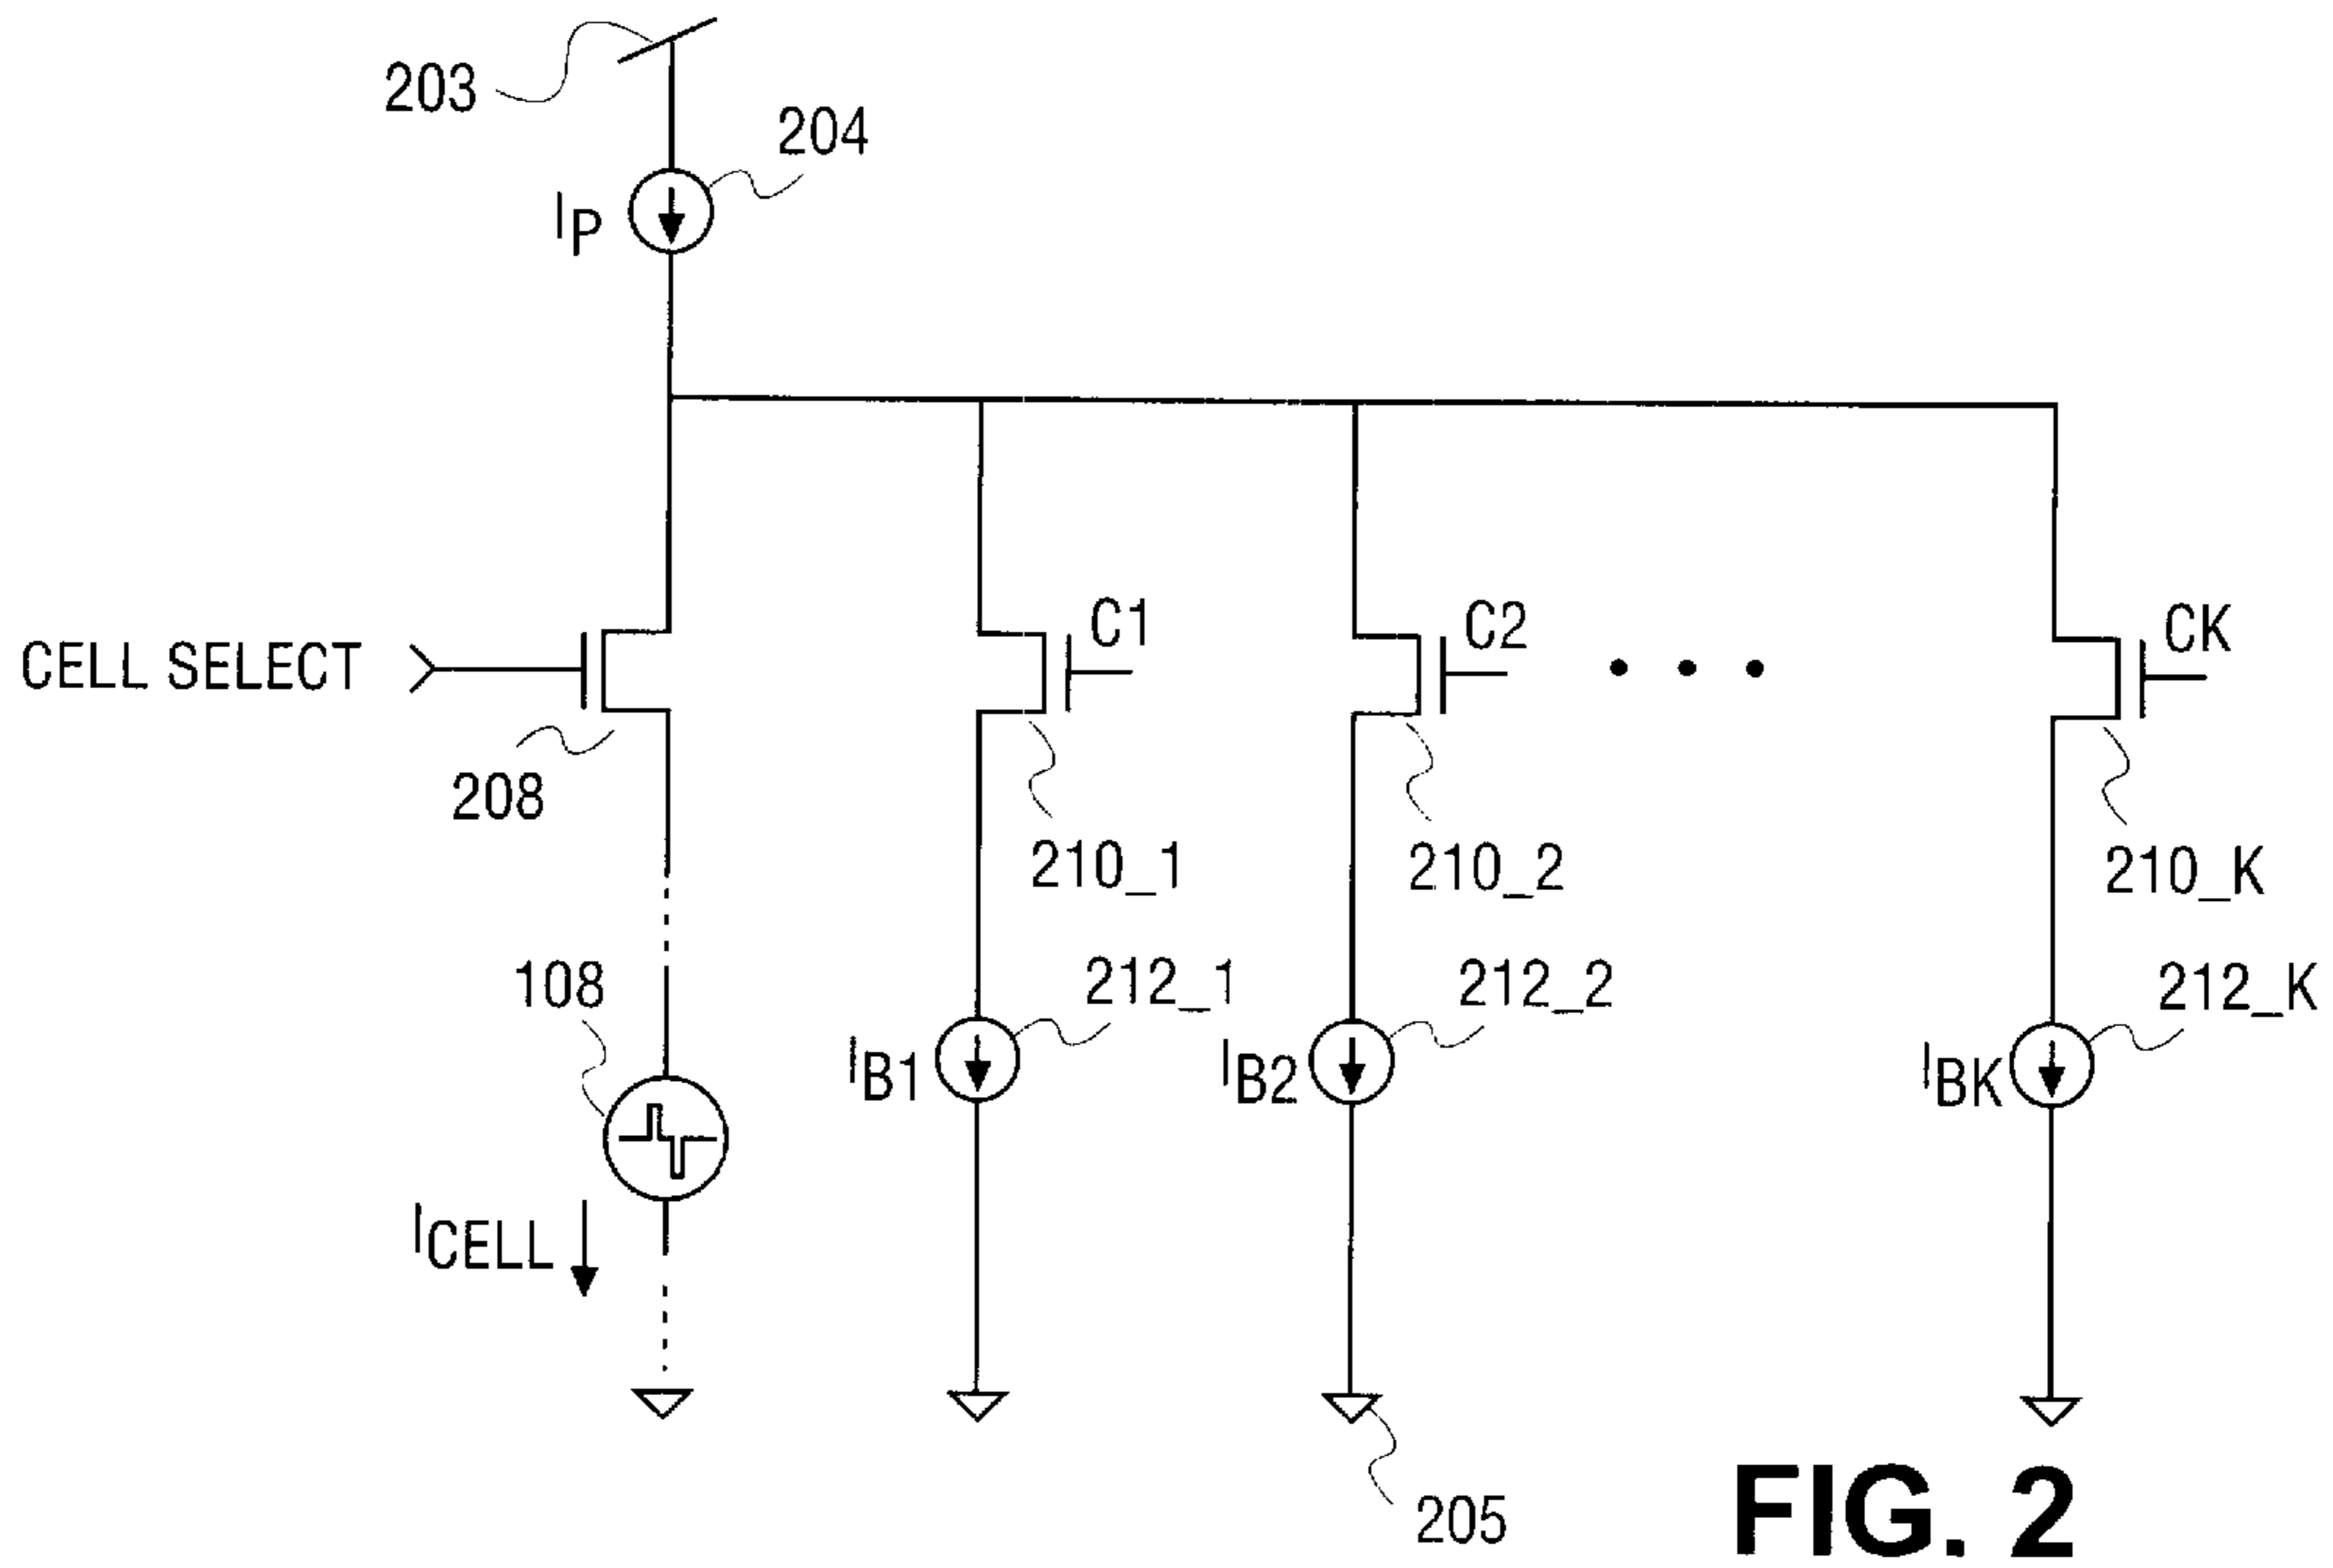 203
204
IP
CELL SELECT
C1
C2
CK
208
210_1
210_2
210_K
108
212_1
212_2
212_K
IB1
IB2
IBK
ICELL
205
FIG. 2